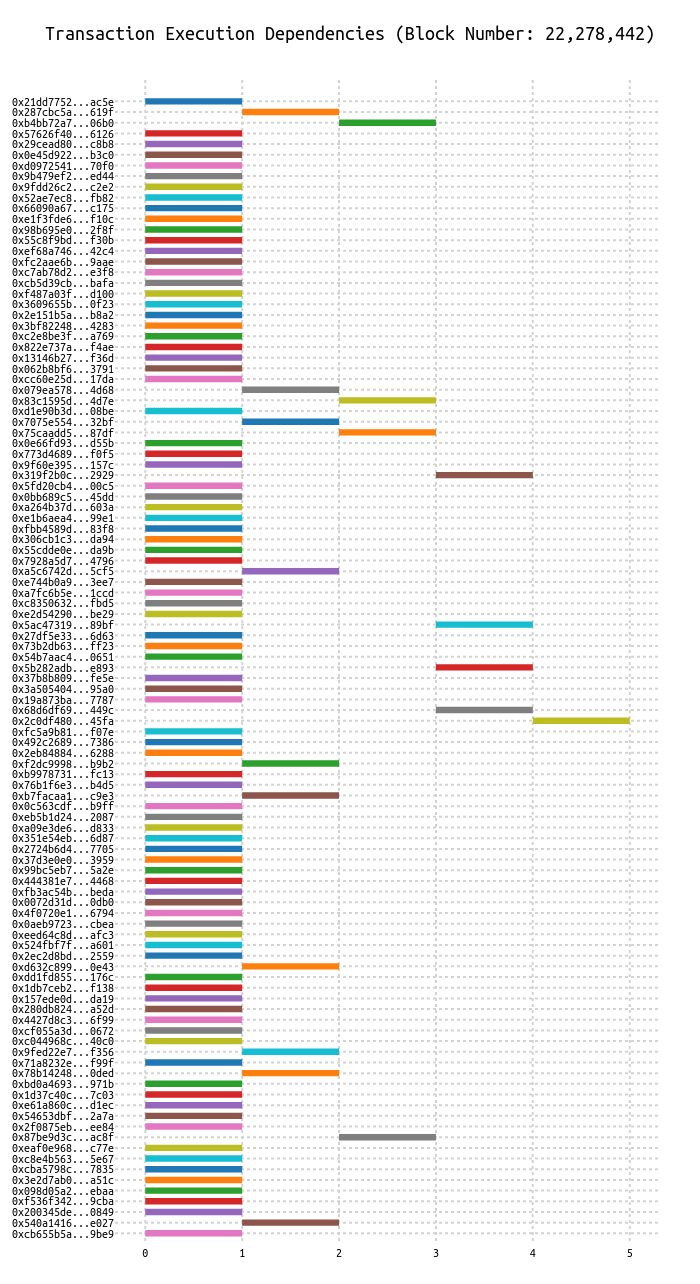 Transaction Execution Dependencies (Block Number: 22,278,442)
0x21dd7752...ac5e
0x287cbc5a...619f
0xb4bb72a7...06b0
0x57626f40...6126
0x29cead80...c8b8
0x0e45d922...b3c0
0xd0972541...70f0
0x9b479ef2...ed44
0x9fdd26c2...c2e2
0x52ae7ec8...fb82
0x66090a67...c175
0xe1f3fde6...f10c
0x98b695e0...2f8f
0x55c8f9bd...f30b
0xef68a746...42c4
0xfc2aae6b...9aae
0xc7ab78d2...e3f8
0xcb5d39cb...bafa
0xf487a03f...d100
0x3609655b...0f23
0x2e151b5a...b8a2
0x3bf82248...4283
0xc2e8be3f...a769
0x822e737a...f4ae
0x13146b27...f36d
0x062b8bf6...3791
0xcc60e25d...17da
0x079ea578...4d68
0x83c1595d...4d7e
0xd1e90b3d...08be
0x7075e554...32bf
0x75caadd5...87df
0x0e66fd93...d55b
0x773d4689...f0f5
0x9f60e395...157c
0x319f2b0c...2929
0x5fd20cb4...00c5
0x0bb689c5...45dd
0xa264b37d...603a
0xe1b6aea4...99e1
0xfbb4589d...83f8
0x306cb1c3...da94
0x55cdde0e...da9b
0x7928a5d7...4796
0xa5c6742d...5cf5
0xe744b0a9...3ee7
0xa7fc6b5e...1ccd
0xc8350632...fbd5
0xe2d54290...be29
0x5ac47319...89bf
0x27df5e33...6d63
0x73b2db63...ff23
0x54b7aac4...0651
0x5b282adb...e893
0x37b8b809...fe5e
0x3a505404...95a0
0x19a873ba...7787
0x68d6df69...449c
0x2c0df480...45fa
0xfc5a9b81...f07e
0x492c2689...7386
0x2eb84884...6288
0xf2dc9998...b9b2
0xb9978731...fc13
0x76b1f6e3...b4d5
0xb7facaa1...c9e3
0x0c563cdf...b9ff
0xeb5b1d24...2087
0xa09e3de6...d833
0x351e54eb...6d87
0x2724b6d4...7705
0x37d3e0e0...3959
0x99bc5eb7...5a2e
0x444381e7...4468
0xfb3ac54b...beda
0x0072d31d...0db0
0x4f0720e1...6794
0x0aeb9723...cbea
0xeed64c8d...afc3
0x524fbf7f...a601
0x2ec2d8bd...2559
0xd632c899...0e43
0xdd1fd855...176c
0x1db7ceb2...f138
0x157ede0d...da19
0x280db824...a52d
0x4427d8c3...6f99
0xcf055a3d...0672
0xc044968c...40c0
0x9fed22e7...f356
0x71a8232e...f99f
0x78b14248...0ded
0xbd0a4693...971b
0x1d37c40c...7c03
0xe61a860c...d1ec
0x54653dbf...2a7a
0x2f0875eb...ee84
0x87be9d3c...ac8f
0xeaf0e968...c77e
0xc8e4b563...5e67
0xcba5798c...7835
0x3e2d7ab0...a51c
0x098d05a2...ebaa
0xf536f342...9cba
0x200345de...0849
0x540a1416...e027
0xcb655b5a...9be9
0 1 2 3 4 5